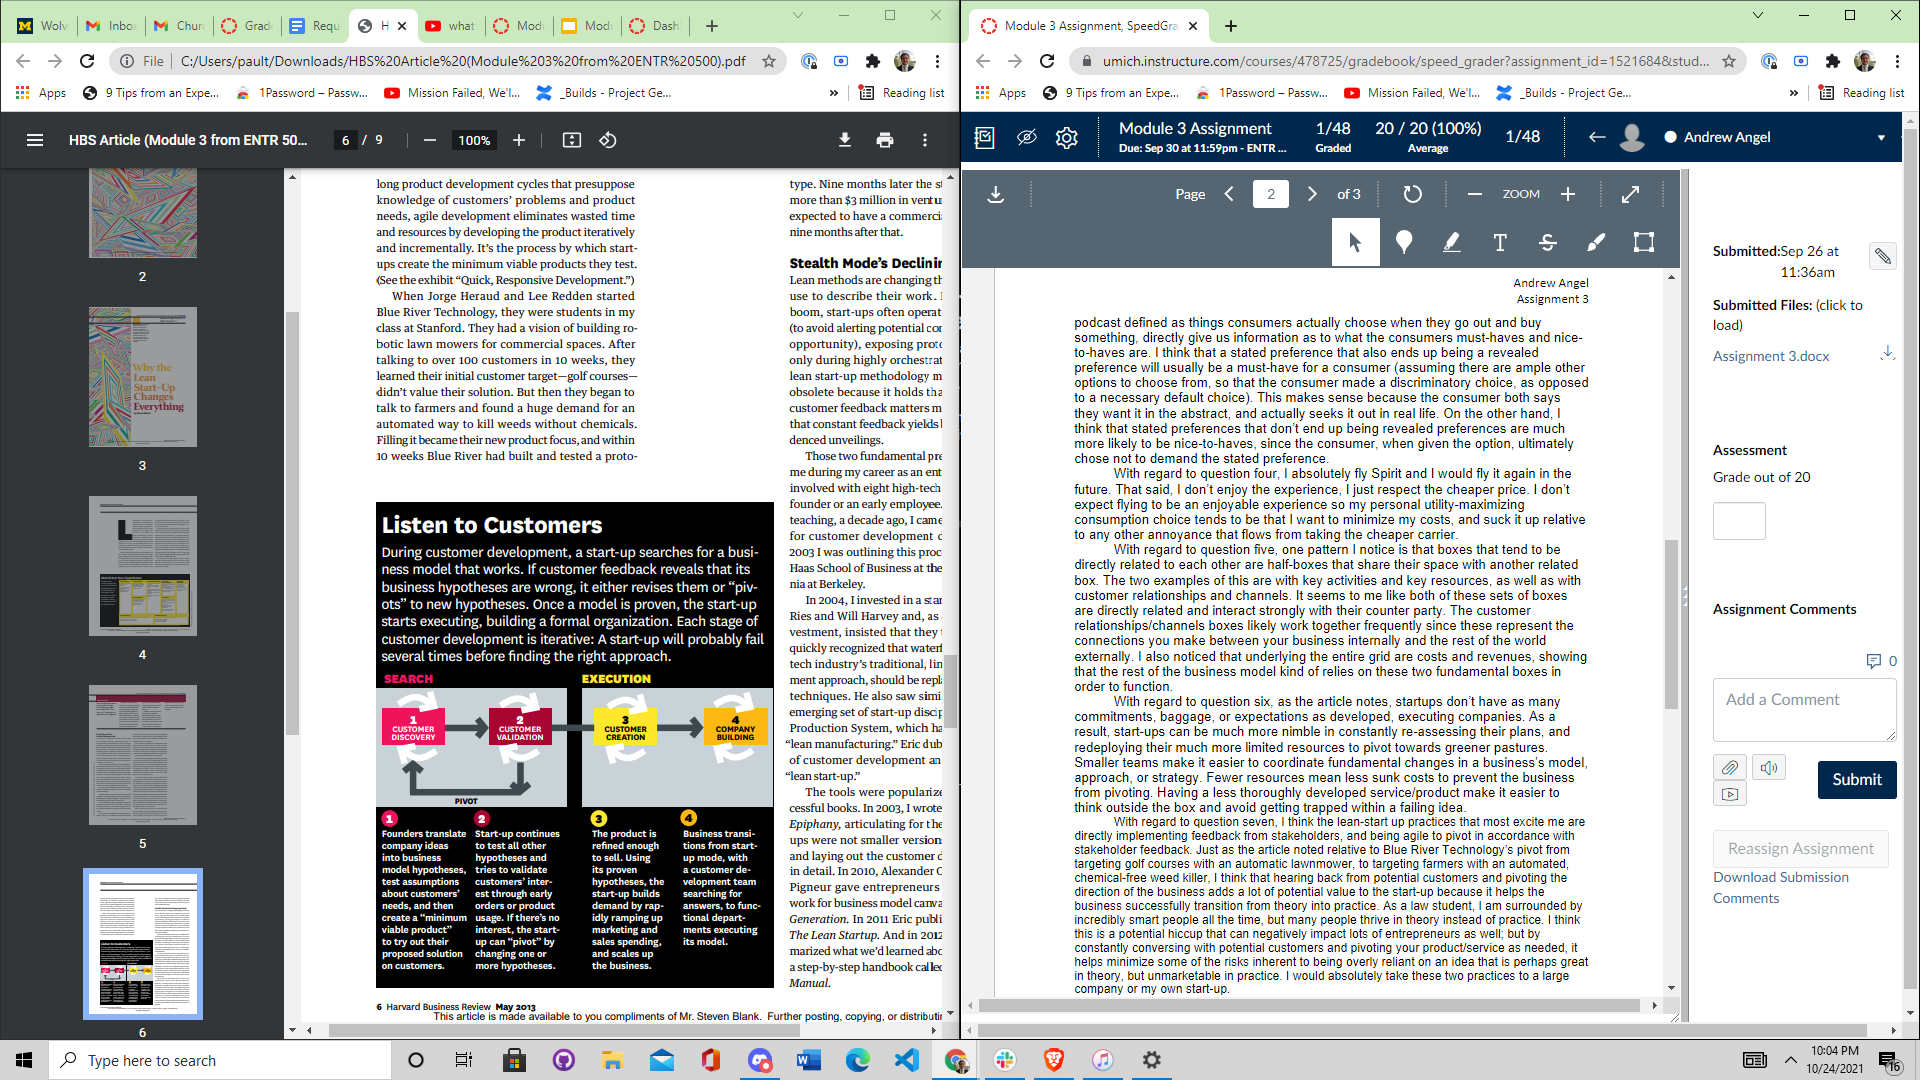 Wolv
Inbo
Chur
Grade
Requ
H
what
Modu
Modu
Dash
File C:/Users/pault/Downloads/HBS%20Article%20(Module%203%20from%20ENTR%20500).pdf
Apps
9 Tips from an Expe...
1Password – Passw...
Mission Failed, We'l...
_Builds - Project Ge...
»
Reading list
HBS Article (Module 3 from ENTR 50...
6 / 9
100%
2
Why the
Lean
Start-Up
Changes
Everything
3
4
5
6
long product development cycles that presuppose
knowledge of customers’ problems and product
needs, agile development eliminates wasted time
and resources by developing the product iteratively
and incrementally. It’s the process by which start-
ups create the minimum viable products they test.
(See the exhibit “Quick, Responsive Development.”)
When Jorge Heraud and Lee Redden started
Blue River Technology, they were students in my
class at Stanford. They had a vision of building ro-
botic lawn mowers for commercial spaces. After
talking to over 100 customers in 10 weeks, they
learned their initial customer target—golf courses—
didn’t value their solution. But then they began to
talk to farmers and found a huge demand for an
automated way to kill weeds without chemicals.
Filling it became their new product focus, and within
10 weeks Blue River had built and tested a proto-
type. Nine months later the st
more than $3 million in ventu
expected to have a commerci
nine months after that.
Stealth Mode’s Declinin
Lean methods are changing th
use to describe their work.
boom, start-ups often operat
(to avoid alerting potential cor
opportunity), exposing proto
only during highly orchestrat
lean start-up methodology m
obsolete because it holds tha
customer feedback matters m
that constant feedback yields
denced unveilings.
Those two fundamental pre
me during my career as an ent
involved with eight high-tech
founder or an early employee.
teaching, a decade ago, I came
for customer development d
2003 I was outlining this proc
Haas School of Business at the
nia at Berkeley.
In 2004, I invested in a star
Ries and Will Harvey and, as
vestment, insisted that they
quickly recognized that waterf
tech industry’s traditional, lin
ment approach, should be repl
techniques. He also saw simi
emerging set of start-up discip
Production System, which ha
“lean manufacturing.” Eric dub
of customer development an
“lean start-up.”
The tools were popularize
cessful books. In 2003, I wrote
Epiphany, articulating for the
ups were not smaller version
and laying out the customer d
in detail. In 2010, Alexander O
Pigneur gave entrepreneurs
work for business model canva
Generation. In 2011 Eric publi
The Lean Startup. And in 2012
marized what we’d learned abo
a step-by-step handbook called
Manual.
Listen to Customers
During customer development, a start-up searches for a busi-
ness model that works. If customer feedback reveals that its
business hypotheses are wrong, it either revises them or “piv-
ots” to new hypotheses. Once a model is proven, the start-up
starts executing, building a formal organization. Each stage of
customer development is iterative: A start-up will probably fail
several times before finding the right approach.
SEARCH
EXECUTION
1
CUSTOMER
DISCOVERY
2
CUSTOMER
VALIDATION
3
CUSTOMER
CREATION
4
COMPANY
BUILDING
PIVOT
1
Founders translate
company ideas
into business
model hypotheses,
test assumptions
about customers’
needs, and then
create a “minimum
viable product”
to try out their
proposed solution
on customers.
2
Start-up continues
to test all other
hypotheses and
tries to validate
customers’ inter-
est through early
orders or product
usage. If there’s no
interest, the start-
up can “pivot” by
changing one or
more hypotheses.
3
The product is
refined enough
to sell. Using
its proven
hypotheses, the
start-up builds
demand by rap-
idly ramping up
marketing and
sales spending,
and scales up
the business.
4
Business transi-
tions from start-
up mode, with
a customer de-
velopment team
searching for
answers, to func-
tional depart-
ments executing
its model.
6 Harvard Business Review May 2013
This article is made available to you compliments of Mr. Steven Blank. Further posting, copying, or distributi
Module 3 Assignment, SpeedGra
umich.instructure.com/courses/478725/gradebook/speed_grader?assignment_id=1521684&stud...
Apps
9 Tips from an Expe...
1Password – Passw...
Mission Failed, We'l...
_Builds - Project Ge...
»
Reading list
Module 3 Assignment
Due: Sep 30 at 11:59pm - ENTR ...
1/48
Graded
20 / 20 (100%)
Average
1/48
Andrew Angel
Page 2 of 3
ZOOM
Andrew Angel
Assignment 3
podcast defined as things consumers actually choose when they go out and buy
something, directly give us information as to what the consumers must-haves and nice-
to-haves are. I think that a stated preference that also ends up being a revealed
preference will usually be a must-have for a consumer (assuming there are ample other
options to choose from, so that the consumer made a discriminatory choice, as opposed
to a necessary default choice). This makes sense because the consumer both says
they want it in the abstract, and actually seeks it out in real life. On the other hand, I
think that stated preferences that don’t end up being revealed preferences are much
more likely to be nice-to-haves, since the consumer, when given the option, ultimately
chose not to demand the stated preference.
With regard to question four, I absolutely fly Spirit and I would fly it again in the
future. That said, I don’t enjoy the experience, I just respect the cheaper price. I don’t
expect flying to be an enjoyable experience so my personal utility-maximizing
consumption choice tends to be that I want to minimize my costs, and suck it up relative
to any other annoyance that flows from taking the cheaper carrier.
With regard to question five, one pattern I notice is that boxes that tend to be
directly related to each other are half-boxes that share their space with another related
box. The two examples of this are with key activities and key resources, as well as with
customer relationships and channels. It seems to me like both of these sets of boxes
are directly related and interact strongly with their counter party. The customer
relationships/channels boxes likely work together frequently since these represent the
connections you make between your business internally and the rest of the world
externally. I also noticed that underlying the entire grid are costs and revenues, showing
that the rest of the business model kind of relies on these two fundamental boxes in
order to function.
With regard to question six, as the article notes, startups don’t have as many
commitments, baggage, or expectations as developed, executing companies. As a
result, start-ups can be much more nimble in constantly re-assessing their plans, and
redeploying their much more limited resources to pivot towards greener pastures.
Smaller teams make it easier to coordinate fundamental changes in a business’s model,
approach, or strategy. Fewer resources mean less sunk costs to prevent the business
from pivoting. Having a less thoroughly developed service/product make it easier to
think outside the box and avoid getting trapped within a failing idea.
With regard to question seven, I think the lean-start up practices that most excite me are
directly implementing feedback from stakeholders, and being agile to pivot in accordance with
stakeholder feedback. Just as the article noted relative to Blue River Technology’s pivot from
targeting golf courses with an automatic lawnmower, to targeting farmers with an automated,
chemical-free weed killer, I think that hearing back from potential customers and pivoting the
direction of the business adds a lot of potential value to the start-up because it helps the
business successfully transition from theory into practice. As a law student, I am surrounded by
incredibly smart people all the time, but many people thrive in theory instead of practice. I think
this is a potential hiccup that can negatively impact lots of entrepreneurs as well; but by
constantly conversing with potential customers and pivoting your product/service as needed, it
helps minimize some of the risks inherent to being overly reliant on an idea that is perhaps great
in theory, but unmarketable in practice. I would absolutely take these two practices to a large
company or my own start-up.
Submitted:Sep 26 at
11:36am
Submitted Files: (click to
load)
Assignment 3.docx
Assessment
Grade out of 20
Assignment Comments
0
Add a Comment
Submit
Reassign Assignment
Download Submission
Comments
Type here to search
10:04 PM
10/24/2021
16